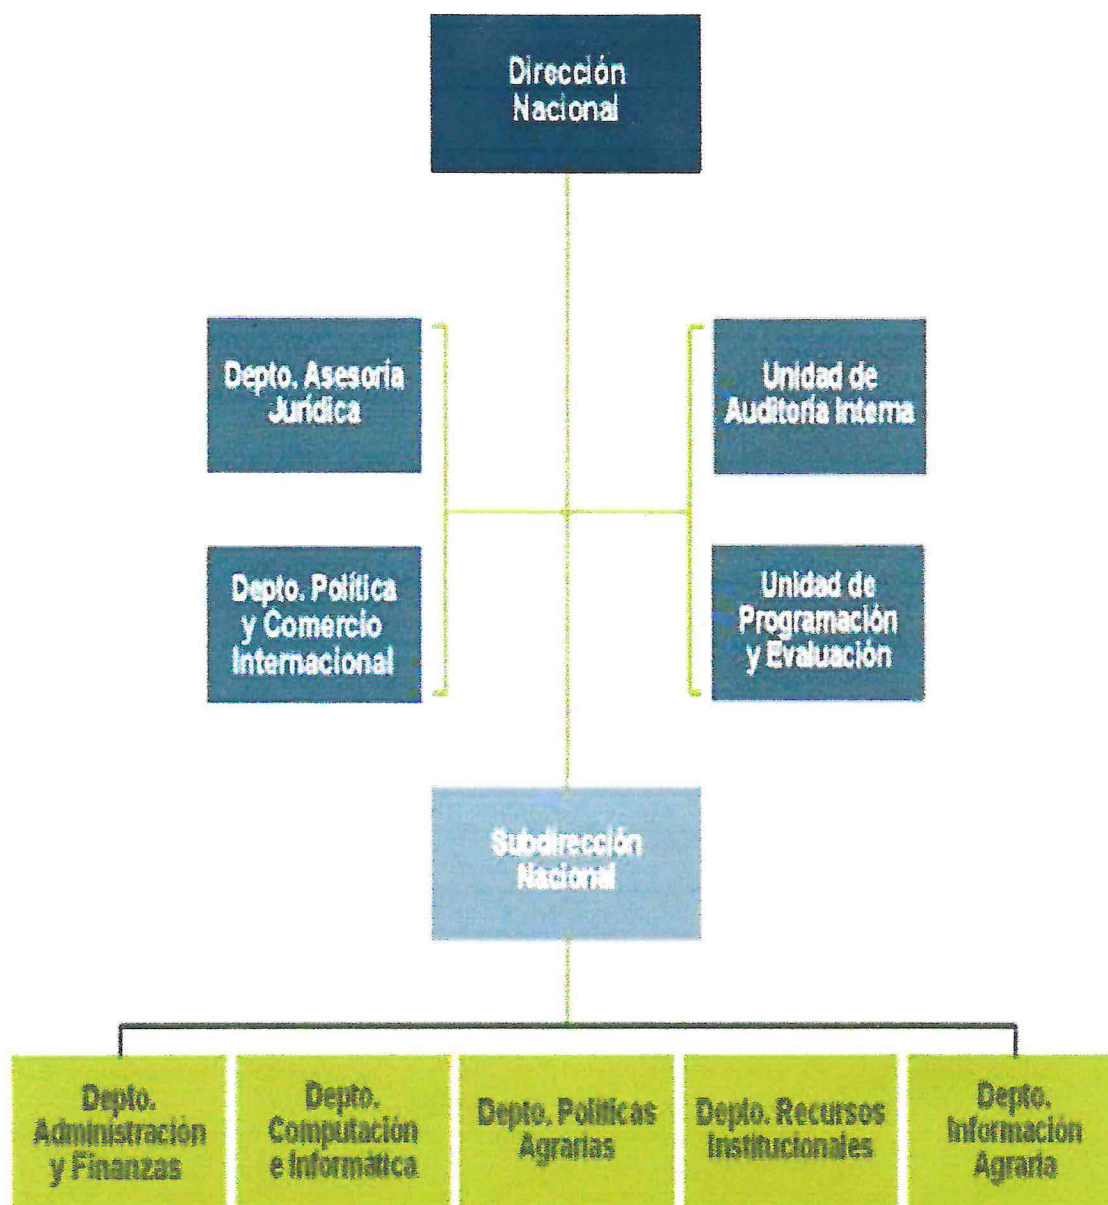 Dirección
Nacional
Depto. Asesoría
Jurídica
Unidad de
Auditoría Interna
Depto. Política
y Comercio
Internacional
Unidad de
Programación
y Evaluación
Subdirección
Nacional
Depto.
Administración
y Finanzas
Depto.
Computación
e Informática
Depto. Políticas
Agrarias
Depto. Recursos
Institucionales
Depto.
Información
Agraria